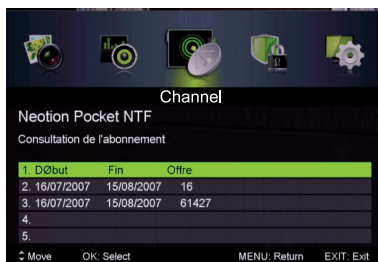 Channel
Neotion Pocket NTF
Consultation de l'abonnement
1. DØbut Fin Offre
2. 16/07/2007 15/08/2007 16
3. 16/07/2007 15/08/2007 61427
4.
5.
Move OK: Select MENU: Return EXIT: Exit